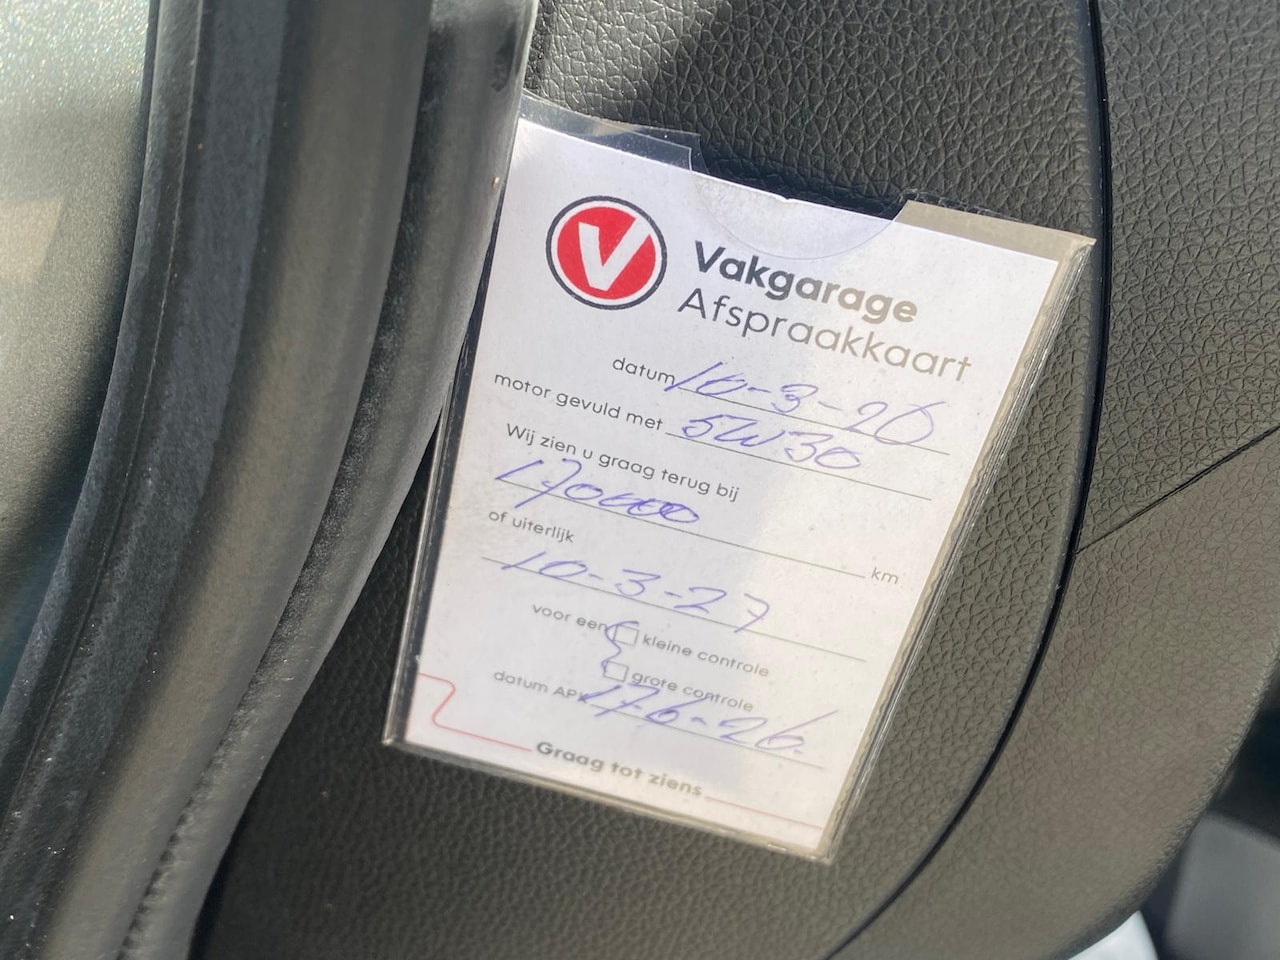 V
Vakgarage
Afspraakkaart
datum 10-3-26
motor gevuld met 5W30
Wij zien u graag terug bij
170000 km
of uiterlijk
10-3-27
voor een kleine controle
grote controle
datum APK 17-6-26
Graag tot ziens